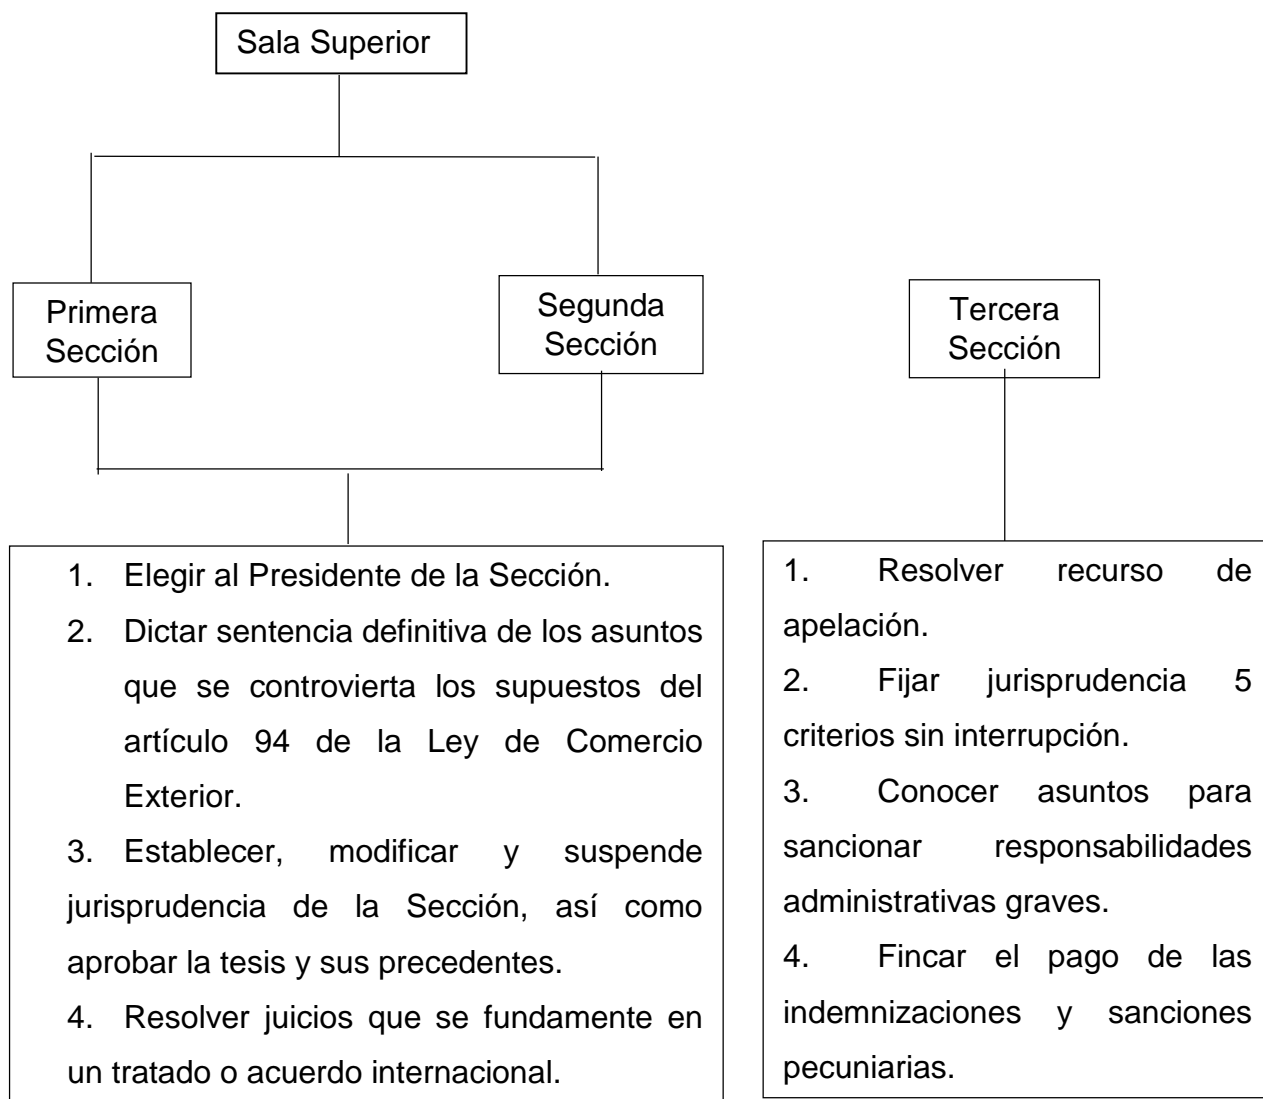 Sala Superior
Primera
Sección
Segunda
Sección
Tercera
Sección
1. Elegir al Presidente de la Sección.
2. Dictar sentencia definitiva de los asuntos
que se controvierta los supuestos del
artículo 94 de la Ley de Comercio
Exterior.
3. Establecer, modificar y suspende
jurisprudencia de la Sección, así como
aprobar la tesis y sus precedentes.
4. Resolver juicios que se fundamente en
un tratado o acuerdo internacional.
1. Resolver recurso de
apelación.
2. Fijar jurisprudencia 5
criterios sin interrupción.
3. Conocer asuntos para
sancionar responsabilidades
administrativas graves.
4. Fincar el pago de las
indemnizaciones y sanciones
pecuniarias.